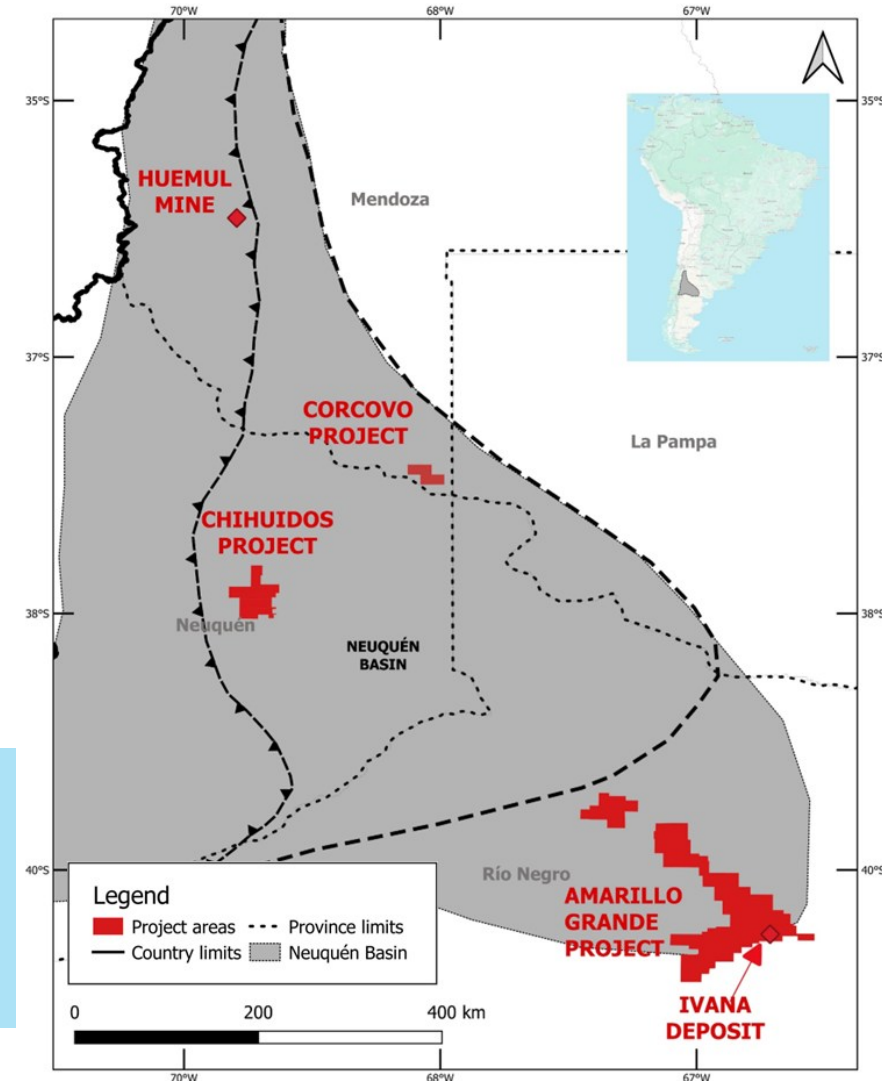 70°W
68°W
67°W
35°S
35°S
HUEMUL
MINE
Mendoza
37°S
37°S
CORCOVO
PROJECT
La Pampa
CHIHUIDOS
PROJECT
38°S
38°S
Neuquén
NEUQUÉN
BASIN
40°S
Río Negro
AMARILLO
GRANDE
PROJECT
IVANA
DEPOSIT
Legend
Project areas
Province limits
Country limits
Neuquén Basin
0
200
400 km
70°W
68°W
67°W